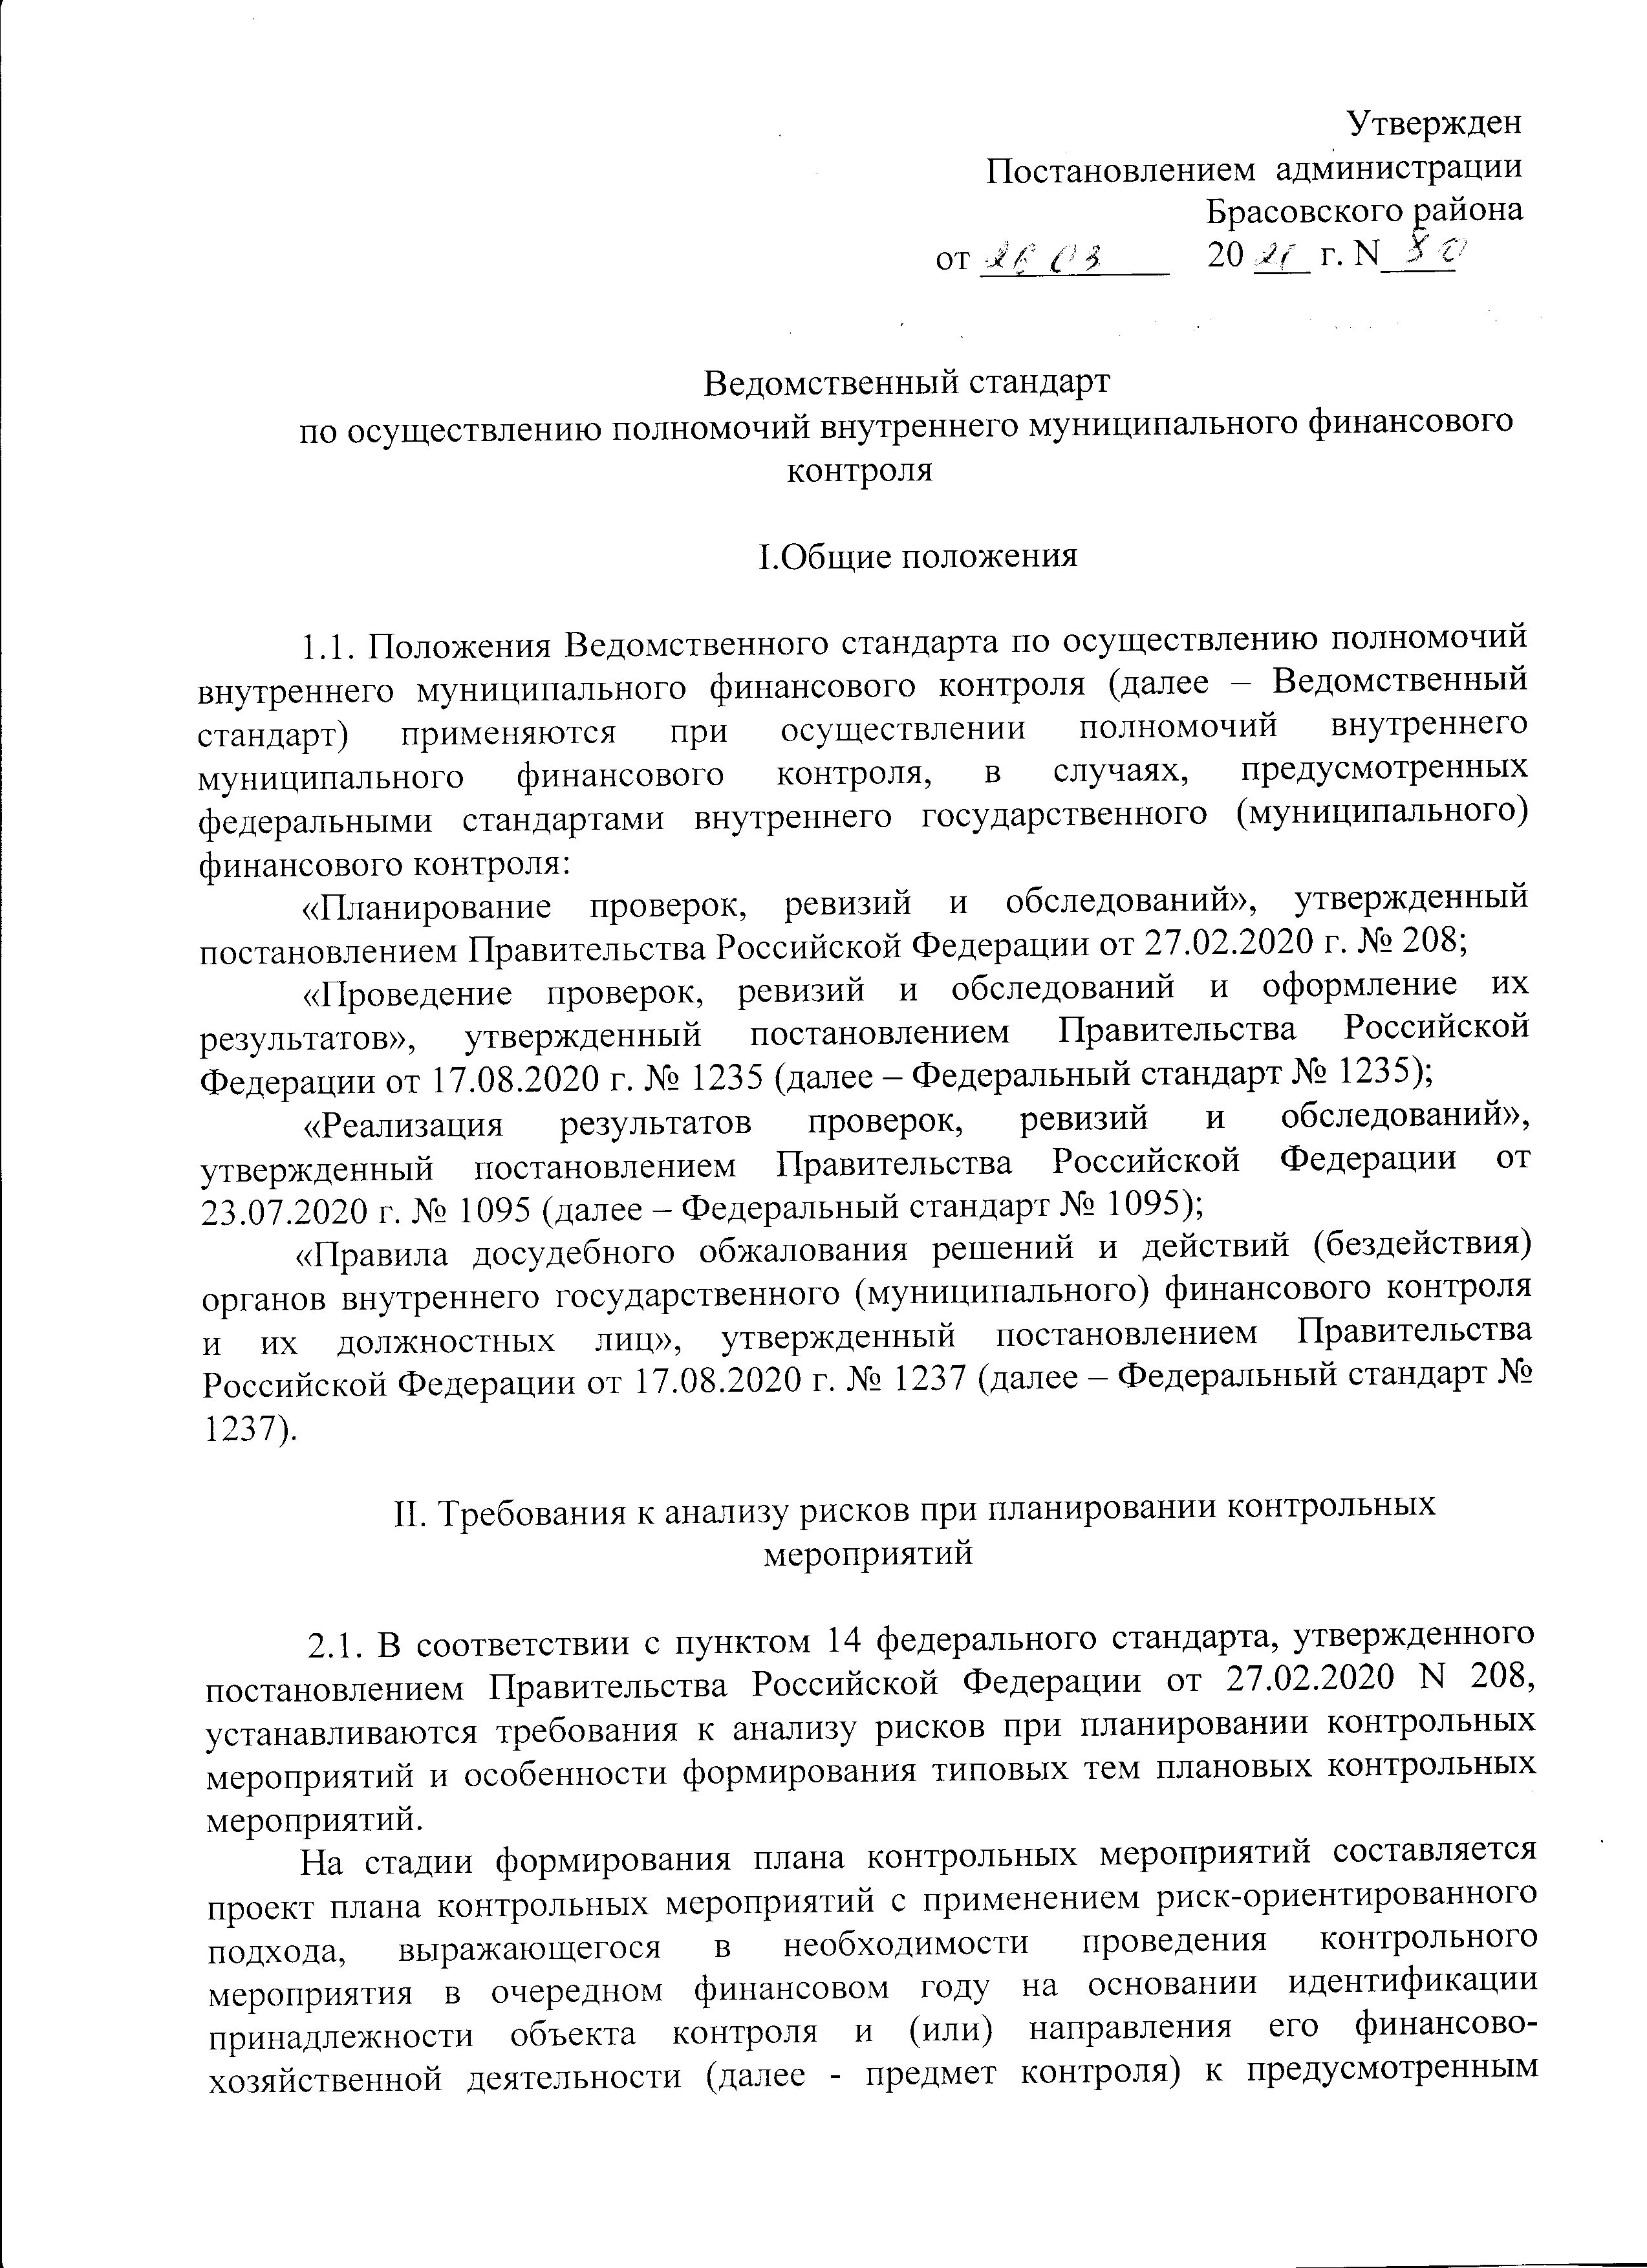 Утвержден
Постановлением администрации
Брасовского района
от 26 03 2021 г. N
Ведомственный стандарт
по осуществлению полномочий внутреннего муниципального финансового
контроля
I.Общие положения
1.1. Положения Ведомственного стандарта по осуществлению полномочий
внутреннего муниципального финансового контроля (далее – Ведомственный
стандарт) применяются при осуществлении полномочий внутреннего
муниципального финансового контроля, в случаях, предусмотренных
федеральными стандартами внутреннего государственного (муниципального)
финансового контроля:
«Планирование проверок, ревизий и обследований», утвержденный
постановлением Правительства Российской Федерации от 27.02.2020 г. № 208;
«Проведение проверок, ревизий и обследований и оформление их
результатов», утвержденный постановлением Правительства Российской
Федерации от 17.08.2020 г. № 1235 (далее – Федеральный стандарт № 1235);
«Реализация результатов проверок, ревизий и обследований»,
утвержденный постановлением Правительства Российской Федерации от
23.07.2020 г. № 1095 (далее – Федеральный стандарт № 1095);
«Правила досудебного обжалования решений и действий (бездействия)
органов внутреннего государственного (муниципального) финансового контроля
и их должностных лиц», утвержденный постановлением Правительства
Российской Федерации от 17.08.2020 г. № 1237 (далее – Федеральный стандарт №
1237).
II. Требования к анализу рисков при планировании контрольных
мероприятий
2.1. В соответствии с пунктом 14 федерального стандарта, утвержденного
постановлением Правительства Российской Федерации от 27.02.2020 N 208,
устанавливаются требования к анализу рисков при планировании контрольных
мероприятий и особенности формирования типовых тем плановых контрольных
мероприятий.
На стадии формирования плана контрольных мероприятий составляется
проект плана контрольных мероприятий с применением риск-ориентированного
подхода, выражающегося в необходимости проведения контрольного
мероприятия в очередном финансовом году на основании идентификации
принадлежности объекта контроля и (или) направления его финансово-
хозяйственной деятельности (далее - предмет контроля) к предусмотренным